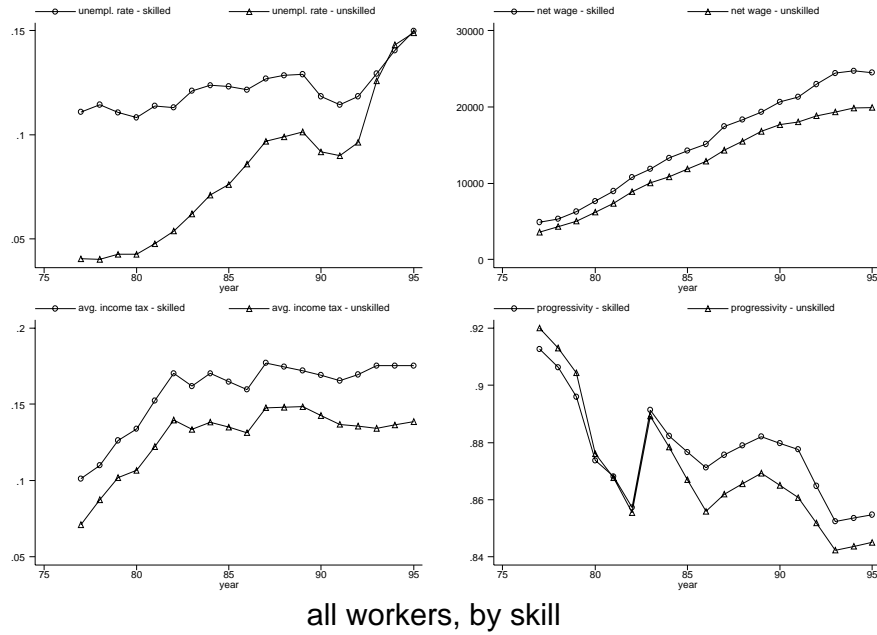 unempl. rate - skilled unempl. rate - unskilled
.15
.1
.05
75 80 85 90 95
year
net wage - skilled net wage - unskilled
30000
20000
10000
0
75 80 85 90 95
year
avg. income tax - skilled avg. income tax - unskilled
.2
.15
.1
.05
75 80 85 90 95
year
progressivity - skilled progressivity - unskilled
.92
.9
.88
.86
.84
75 80 85 90 95
year
all workers, by skill